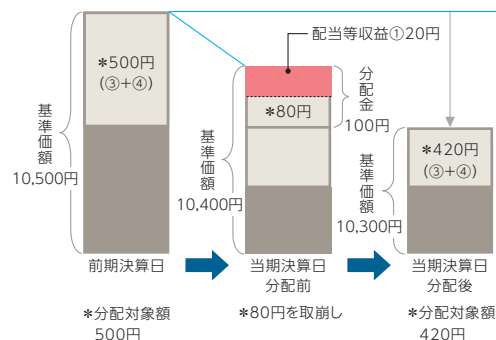 配当等収益①20円
*500円
(③+④)
基準価額
10,500円
前期決算日
*分配対象額
500円
*80円
分配金
100円
基準価額
10,400円
当期決算日
分配前
*80円を取崩し
*420円
(③+④)
基準価額
10,300円
当期決算日
分配後
*分配対象額
420円